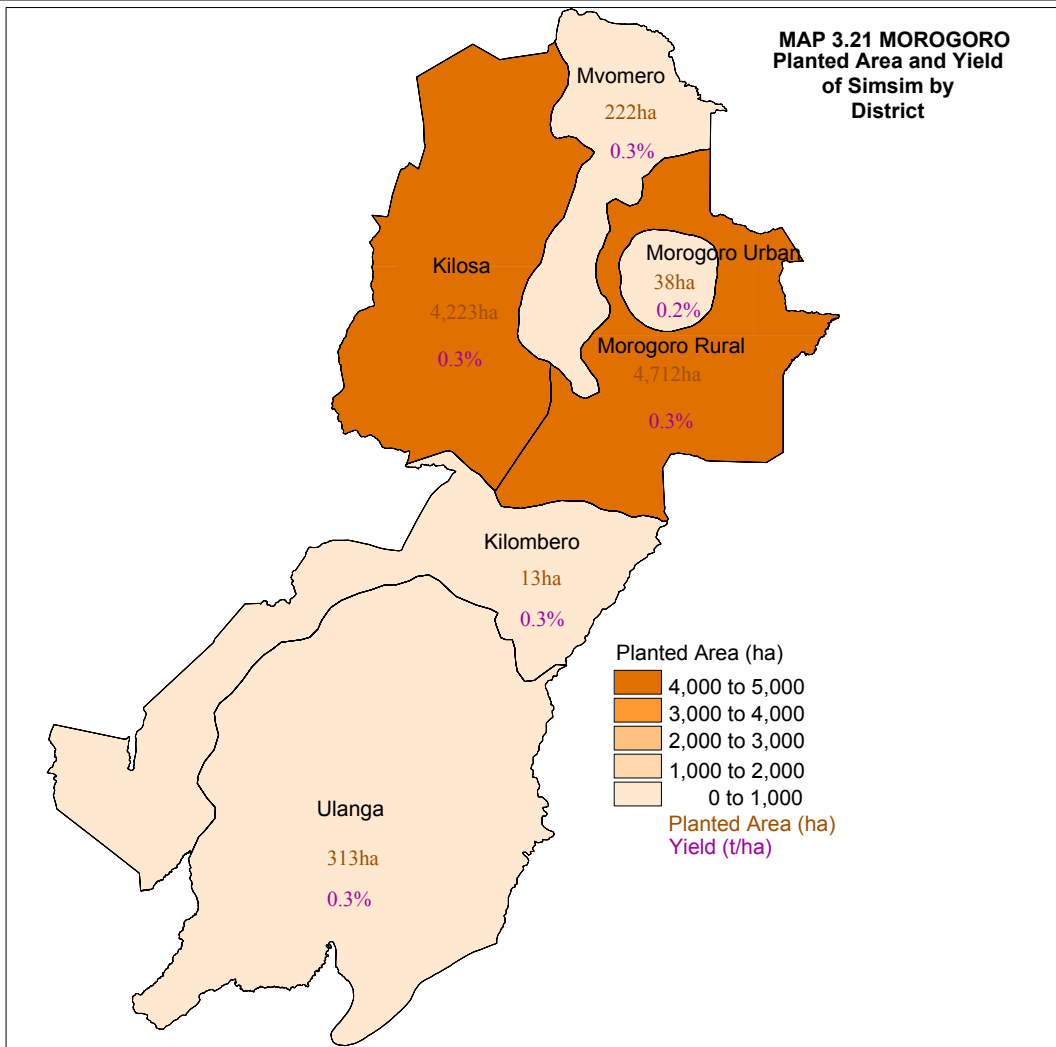 MAP 3.21 MOROGORO
Planted Area and Yield
of Simsim by
District
Mvomero
222ha
0.3%
Morogoro Urban
38ha
0.2%
Kilosa
4,223ha
0.3%
Morogoro Rural
4,712ha
0.3%
Kilombero
13ha
0.3%
Ulanga
313ha
0.3%
Planted Area (ha)
4,000 to 5,000
3,000 to 4,000
2,000 to 3,000
1,000 to 2,000
0 to 1,000
Planted Area (ha)
Yield (t/ha)